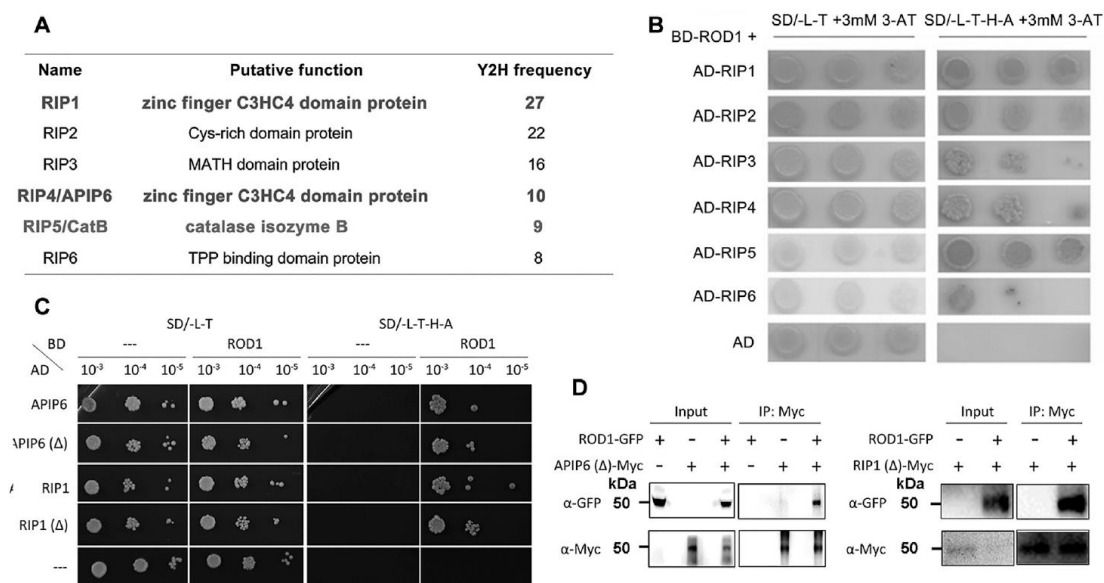 A
Name Putative function Y2H frequency
RIP1 zinc finger C3HC4 domain protein 27
RIP2 Cys-rich domain protein 22
RIP3 MATH domain protein 16
RIP4/APIP6 zinc finger C3HC4 domain protein 10
RIP5/CatB catalase isozyme B 9
RIP6 TPP binding domain protein 8
B
SD/-L-T +3mM 3-AT SD/-L-T-H-A +3mM 3-AT
BD-ROD1 +
AD-RIP1
AD-RIP2
AD-RIP3
AD-RIP4
AD-RIP5
AD-RIP6
AD
C
SD/-L-T SD/-L-T-H-A
BD --- ROD1 --- ROD1
AD 10-3 10-4 10-5 10-3 10-4 10-5 10-3 10-4 10-5 10-3 10-4 10-5
APIP6
APIP6 (Δ)
RIP1
RIP1 (Δ)
---
D
Input IP: Myc
ROD1-GFP + - + + - +
APIP6 (Δ)-Myc - + + - + +
kDa
α-GFP 50
α-Myc 50
Input IP: Myc
ROD1-GFP - + - +
RIP1 (Δ)-Myc + + + +
kDa
α-GFP 50
α-Myc 50